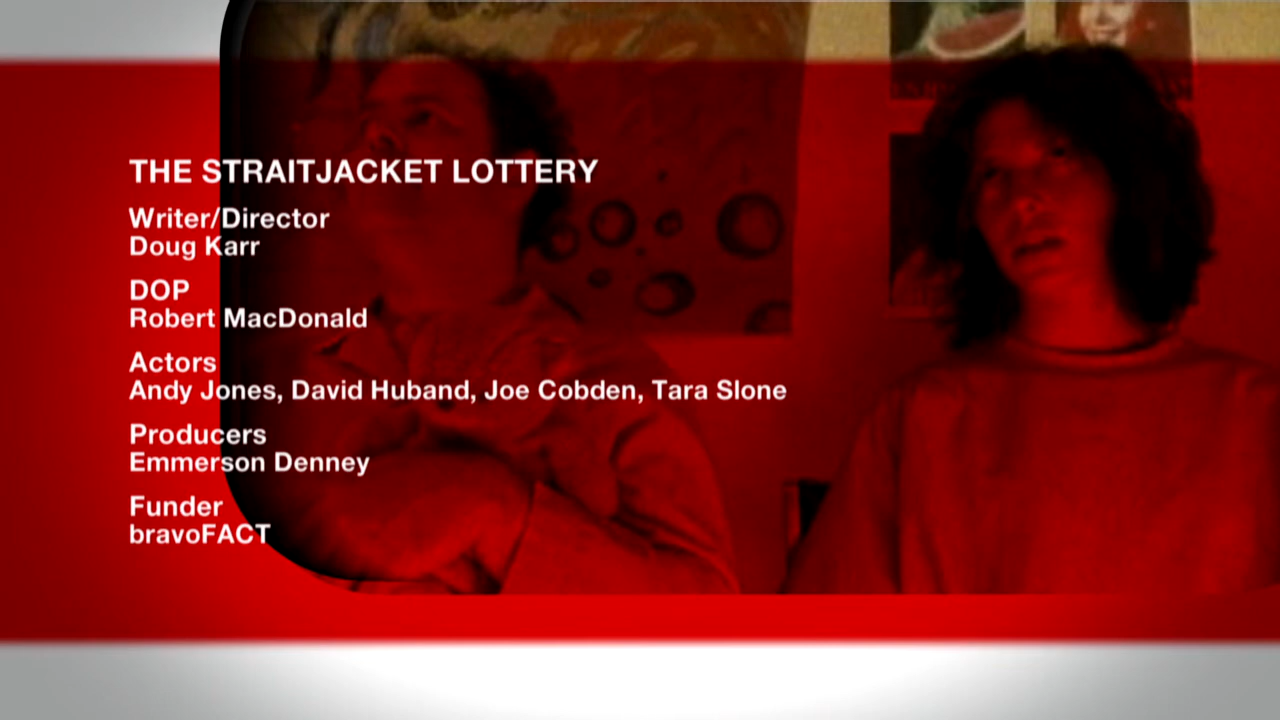 THE STRAITJACKET LOTTERY
Writer/Director
Doug Karr
DOP
Robert MacDonald
Actors
Andy Jones, David Huband, Joe Cobden, Tara Slone
Producers
Emmerson Denney
Funder
bravoFACT